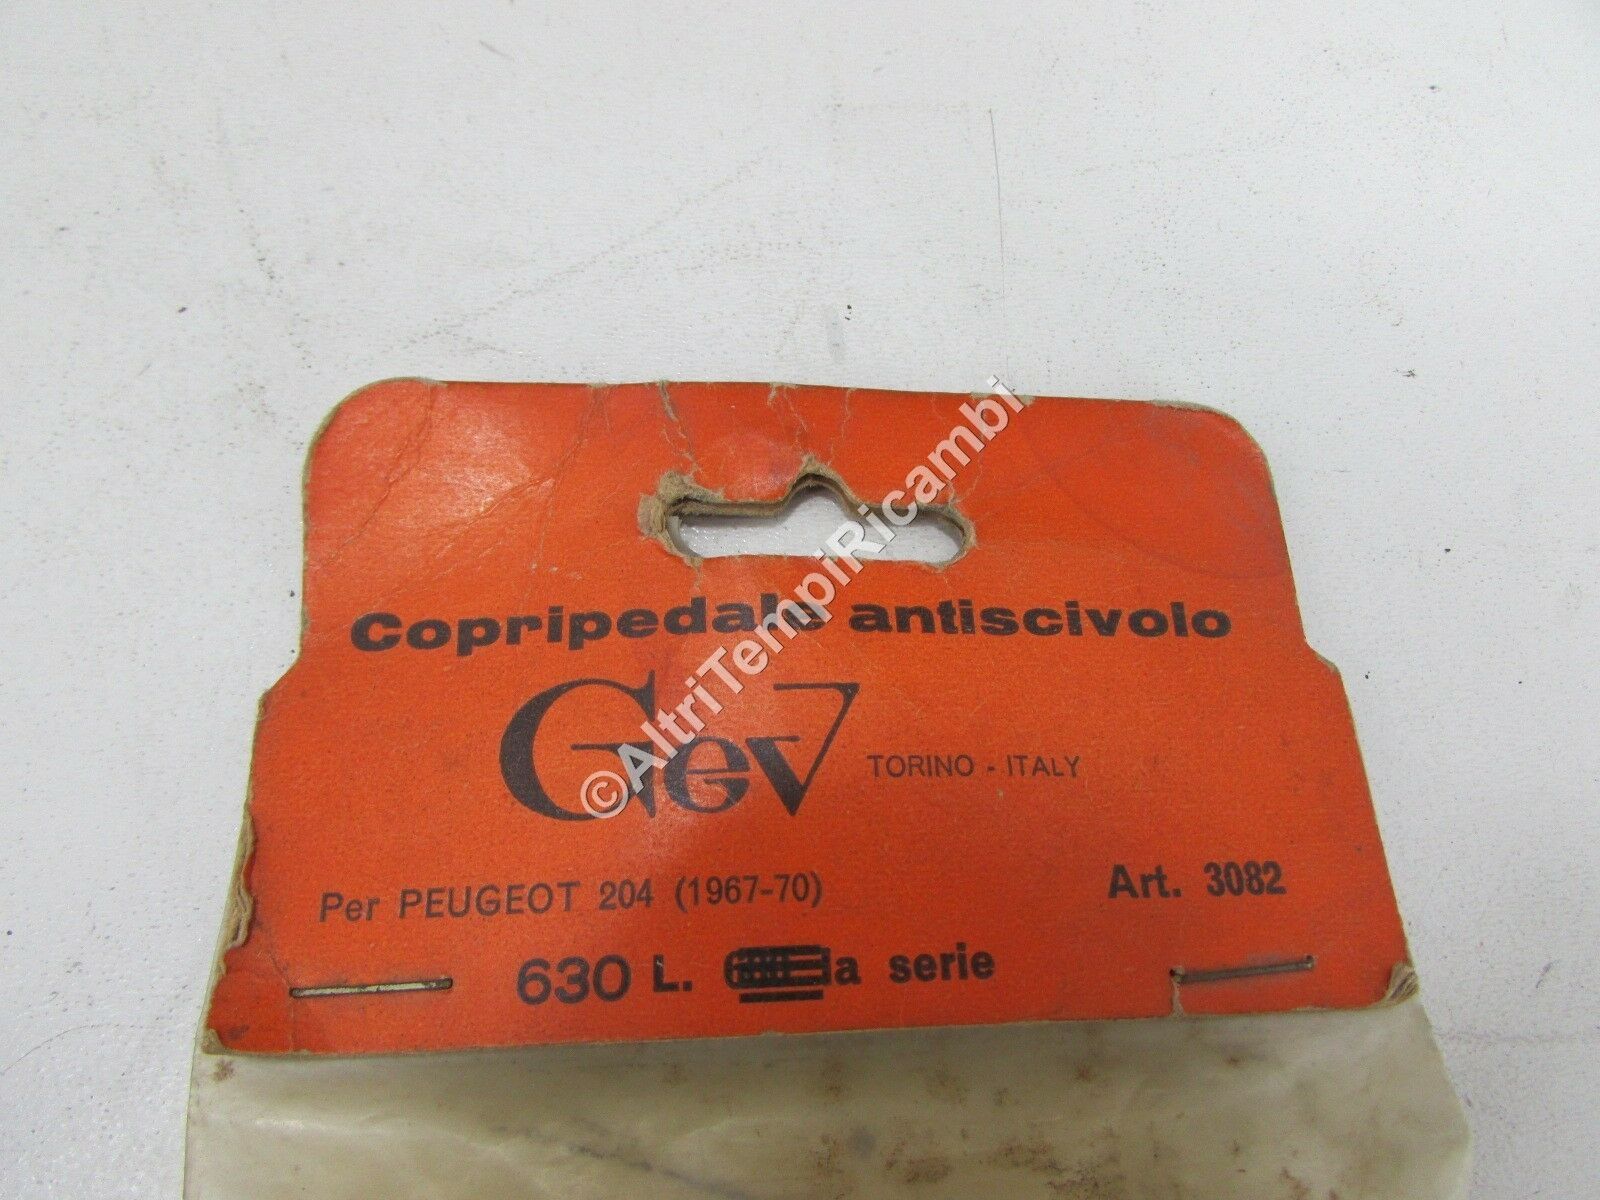 Copripedale antiscivolo
Gev TORINO - ITALY
Per PEUGEOT 204 (1967-70) Art. 3082
630 L. a serie
©AltriTempiRicambi